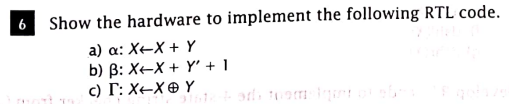 6 Show the hardware to implement the following RTL code.
a) α: X←X + Y
b) β: X←X + Y′ + 1
c) Γ: X←X ⊕ Y